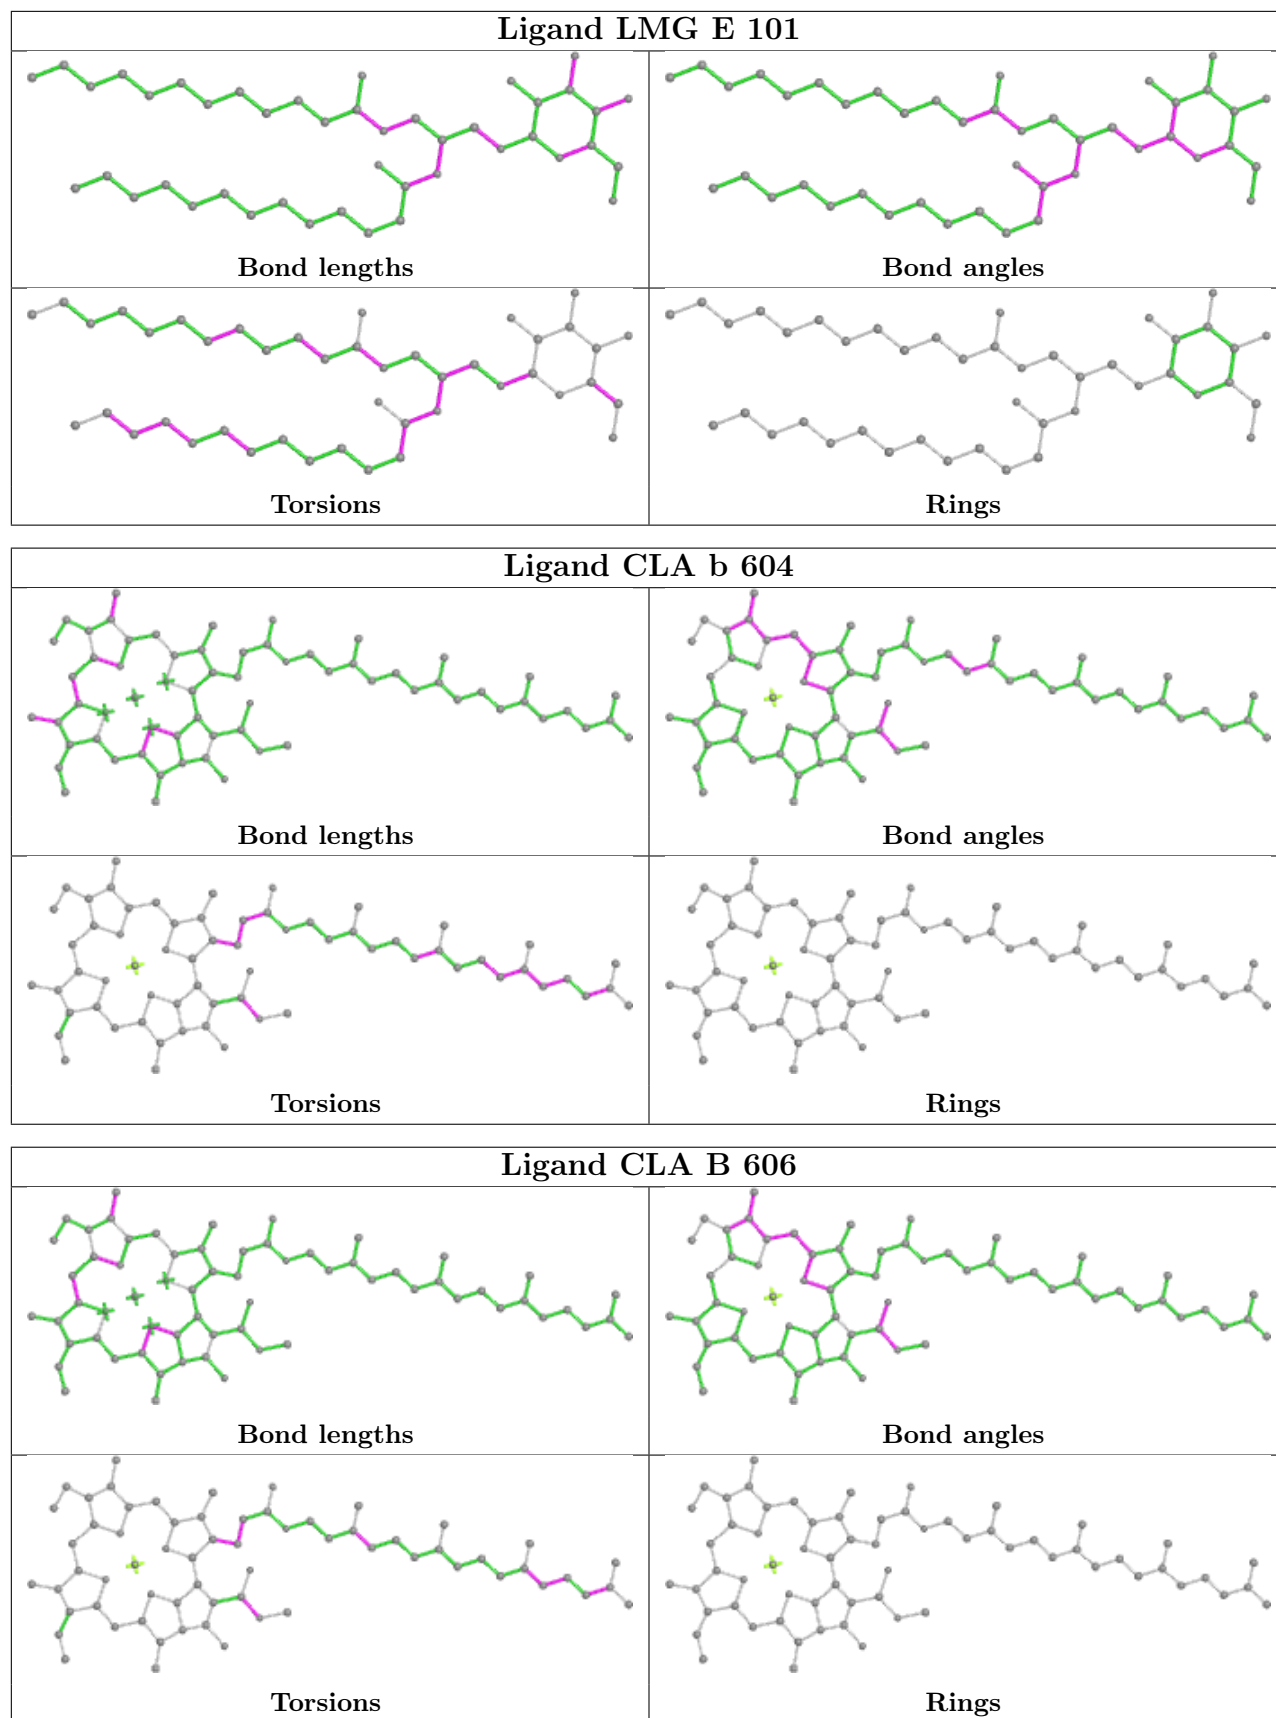 Ligand LMG E 101
Bond lengths
Bond angles
Torsions
Rings
Ligand CLA b 604
Bond lengths
Bond angles
Torsions
Rings
Ligand CLA B 606
Bond lengths
Bond angles
Torsions
Rings